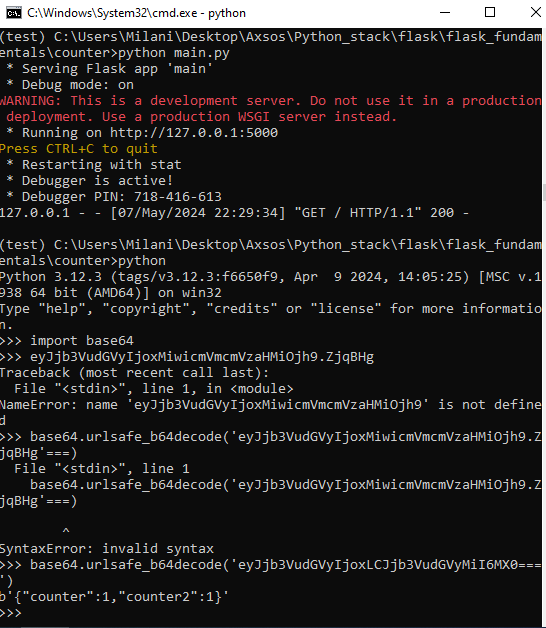 C:\Windows\System32\cmd.exe - python
(test) C:\Users\Milani\Desktop\Axsos\Python_stack\flask\flask_fundam
entals\counter>python main.py
 * Serving Flask app 'main'
 * Debug mode: on
WARNING: This is a development server. Do not use it in a production
 deployment. Use a production WSGI server instead.
 * Running on http://127.0.0.1:5000
Press CTRL+C to quit
 * Restarting with stat
 * Debugger is active!
 * Debugger PIN: 718-416-613
127.0.0.1 - - [07/May/2024 22:29:34] "GET / HTTP/1.1" 200 -
(test) C:\Users\Milani\Desktop\Axsos\Python_stack\flask\flask_fundam
entals\counter>python
Python 3.12.3 (tags/v3.12.3:f6650f9, Apr  9 2024, 14:05:25) [MSC v.1
938 64 bit (AMD64)] on win32
Type "help", "copyright", "credits" or "license" for more informatio
n.
>>> import base64
>>> eyJjb3VudGVyIjoxMiwicmVmcmVzaHMiOjh9.ZjqBHg
Traceback (most recent call last):
  File "<stdin>", line 1, in <module>
NameError: name 'eyJjb3VudGVyIjoxMiwicmVmcmVzaHMiOjh9' is not define
d
>>> base64.urlsafe_b64decode('eyJjb3VudGVyIjoxMiwicmVmcmVzaHMiOjh9.Z
jqBHg'===)
  File "<stdin>", line 1
    base64.urlsafe_b64decode('eyJjb3VudGVyIjoxMiwicmVmcmVzaHMiOjh9.Z
jqBHg'===)
^
SyntaxError: invalid syntax
>>> base64.urlsafe_b64decode('eyJjb3VudGVyIjoxLCJjb3VudGVyMiI6MX0===
')
b'{"counter":1,"counter2":1}'
>>>